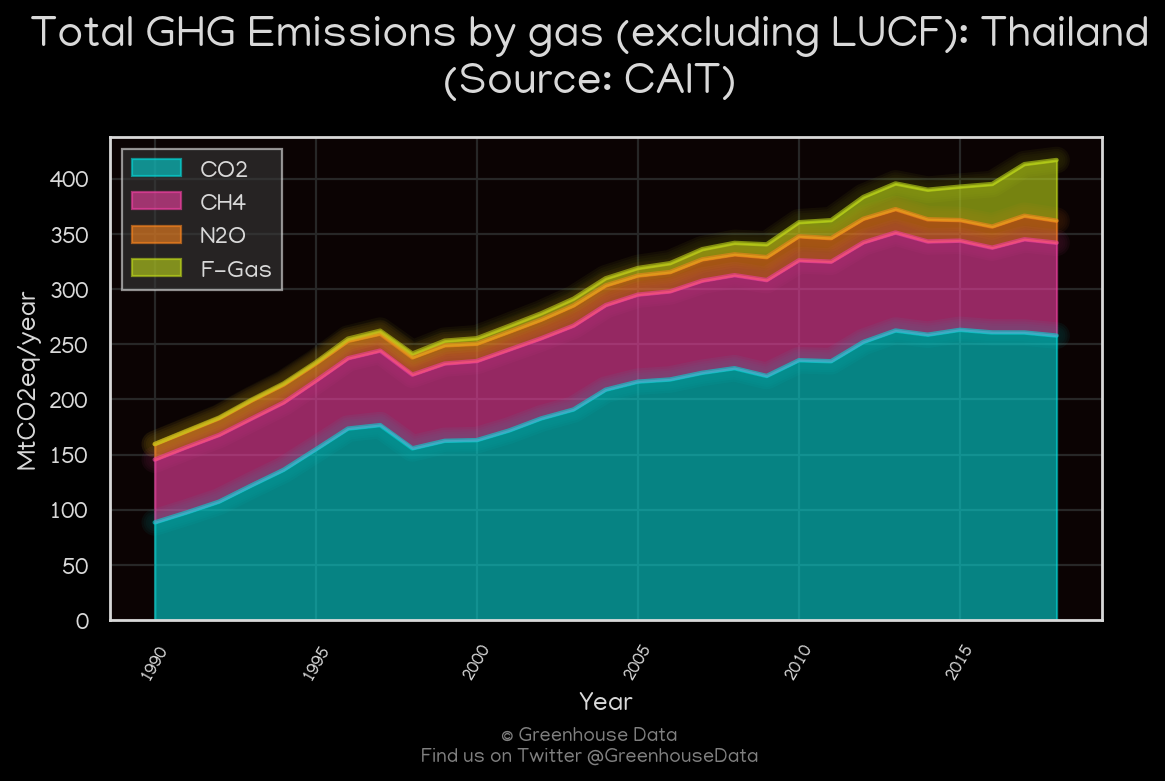 Total GHG Emissions by gas (excluding LUCF): Thailand
(Source: CAIT)
CO2
CH4
N2O
F-Gas
MtCO2eq/year
400
350
300
250
200
150
100
50
0
1990
1995
2000
2005
2010
2015
Year
© Greenhouse Data
Find us on Twitter @GreenhouseData